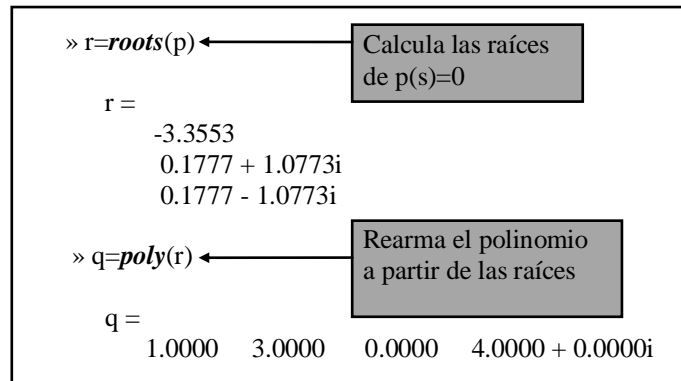 » r=roots(p)
Calcula las raíces
de p(s)=0
r =
-3.3553
0.1777 + 1.0773i
0.1777 - 1.0773i
» q=poly(r)
Rearma el polinomio
a partir de las raíces
q =
1.0000 3.0000 0.0000 4.0000 + 0.0000i